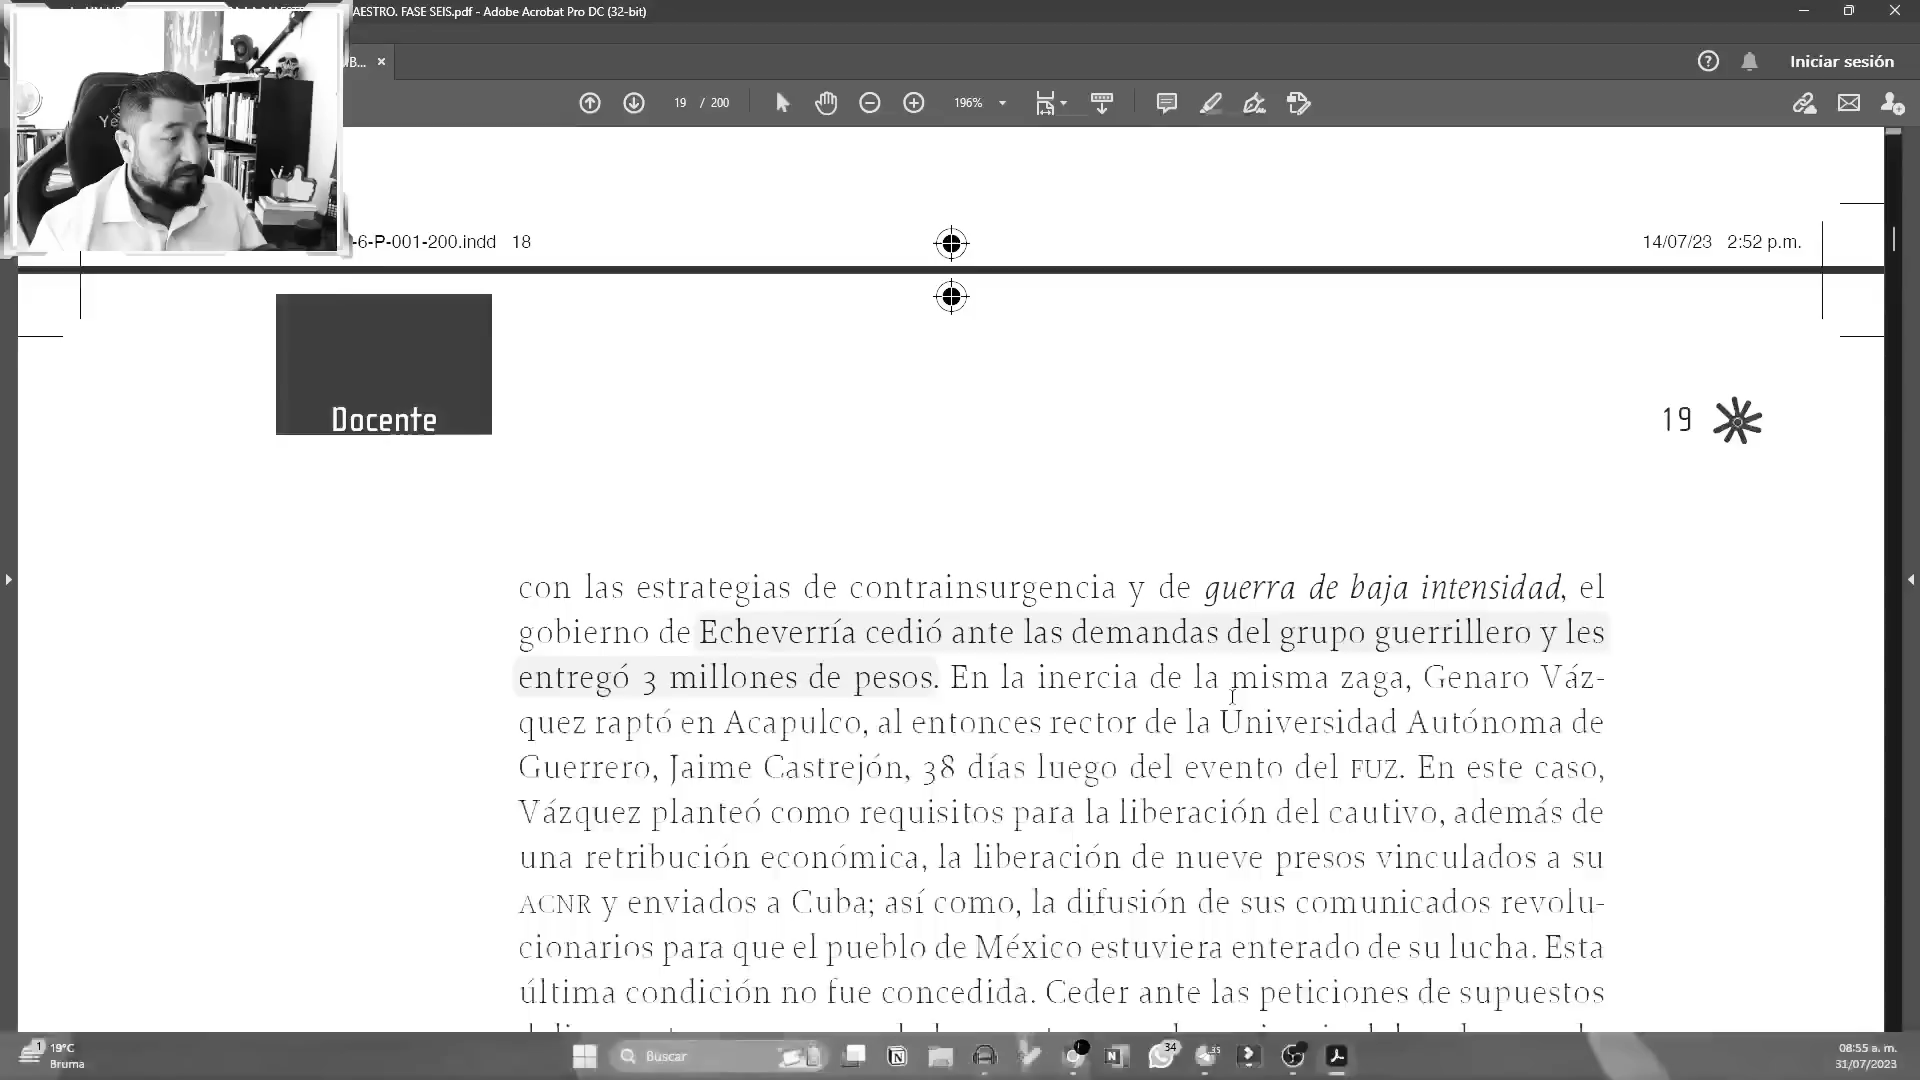 AESTRO. FASE SEIS.pdf - Adobe Acrobat Pro DC (32-bit)
B... ×
Iniciar sesión
19 / 200
196%
Ye
-6-P-001-200.indd 18
14/07/23 2:52 p.m.
Docente
19
con las estrategias de contrainsurgencia y de guerra de baja intensidad, el
gobierno de Echeverría cedió ante las demandas del grupo guerrillero y les
entregó 3 millones de pesos. En la inercia de la misma zaga, Genaro Váz-
quez raptó en Acapulco, al entonces rector de la Universidad Autónoma de
Guerrero, Jaime Castrejón, 38 días luego del evento del FUZ. En este caso,
Vázquez planteó como requisitos para la liberación del cautivo, además de
una retribución económica, la liberación de nueve presos vinculados a su
ACNR y enviados a Cuba; así como, la difusión de sus comunicados revolu-
cionarios para que el pueblo de México estuviera enterado de su lucha. Esta
última condición no fue concedida. Ceder ante las peticiones de supuestos
1
19°C
Bruma
Buscar
34
08:55 a. m.
31/07/2023